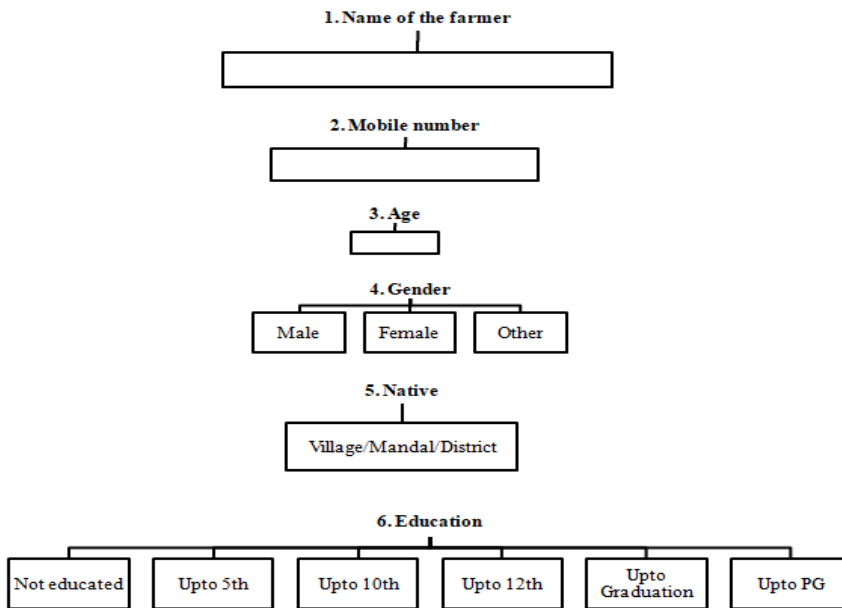 1. Name of the farmer
2. Mobile number
3. Age
4. Gender
Male Female Other
5. Native
Village/Mandal/District
6. Education
Not educated Upto 5th Upto 10th Upto 12th Upto Graduation Upto PG